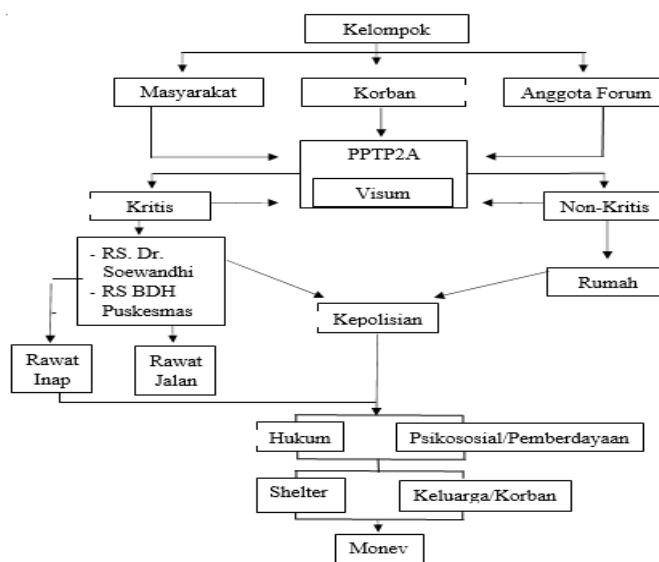 Kelompok
Masyarakat
Korban
Anggota Forum
PPTP2A
Visum
Kritis
Non-Kritis
- RS. Dr.
Soewandhi
- RS BDH
Puskesmas
Rumah
Kepolisian
Rawat
Inap
Rawat
Jalan
Hukum
Psikososial/Pemberdayaan
Shelter
Keluarga/Korban
Monev